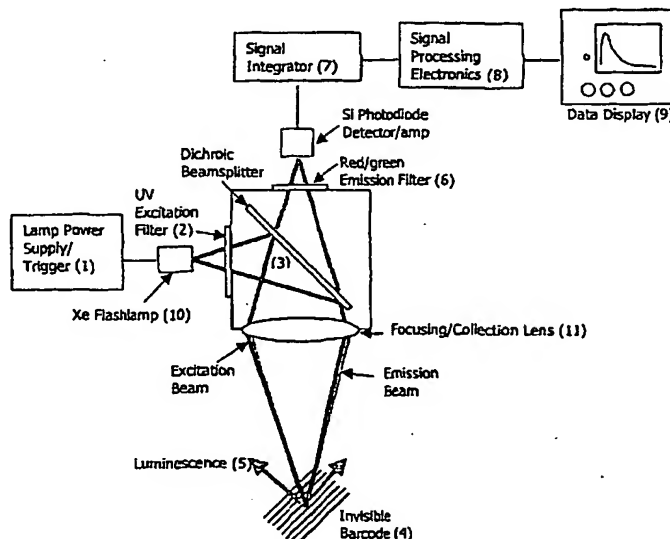 Signal
Integrator (7)
Signal
Processing
Electronics (8)
Data Display (9)
Si Photodiode
Detector/amp
Dichroic
Beamsplitter
Red/green
Emission Filter (6)
UV
Excitation
Filter (2)
Lamp Power
Supply/
Trigger (1)
(3)
Xe Flashlamp (10)
Focusing/Collection Lens (11)
Excitation
Beam
Emission
Beam
Luminescence (5)
Invisible
Barcode (4)